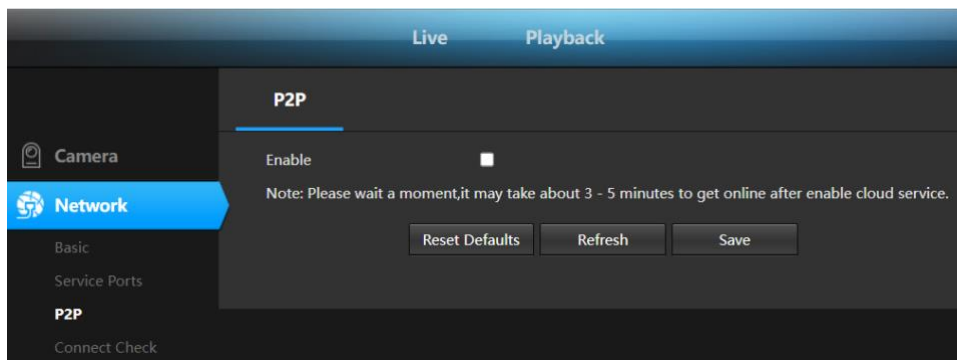 Live Playback
P2P
Camera
Enable
Note: Please wait a moment,it may take about 3 - 5 minutes to get online after enable cloud service.
Network
Reset Defaults Refresh Save
Basic
Service Ports
P2P
Connect Check